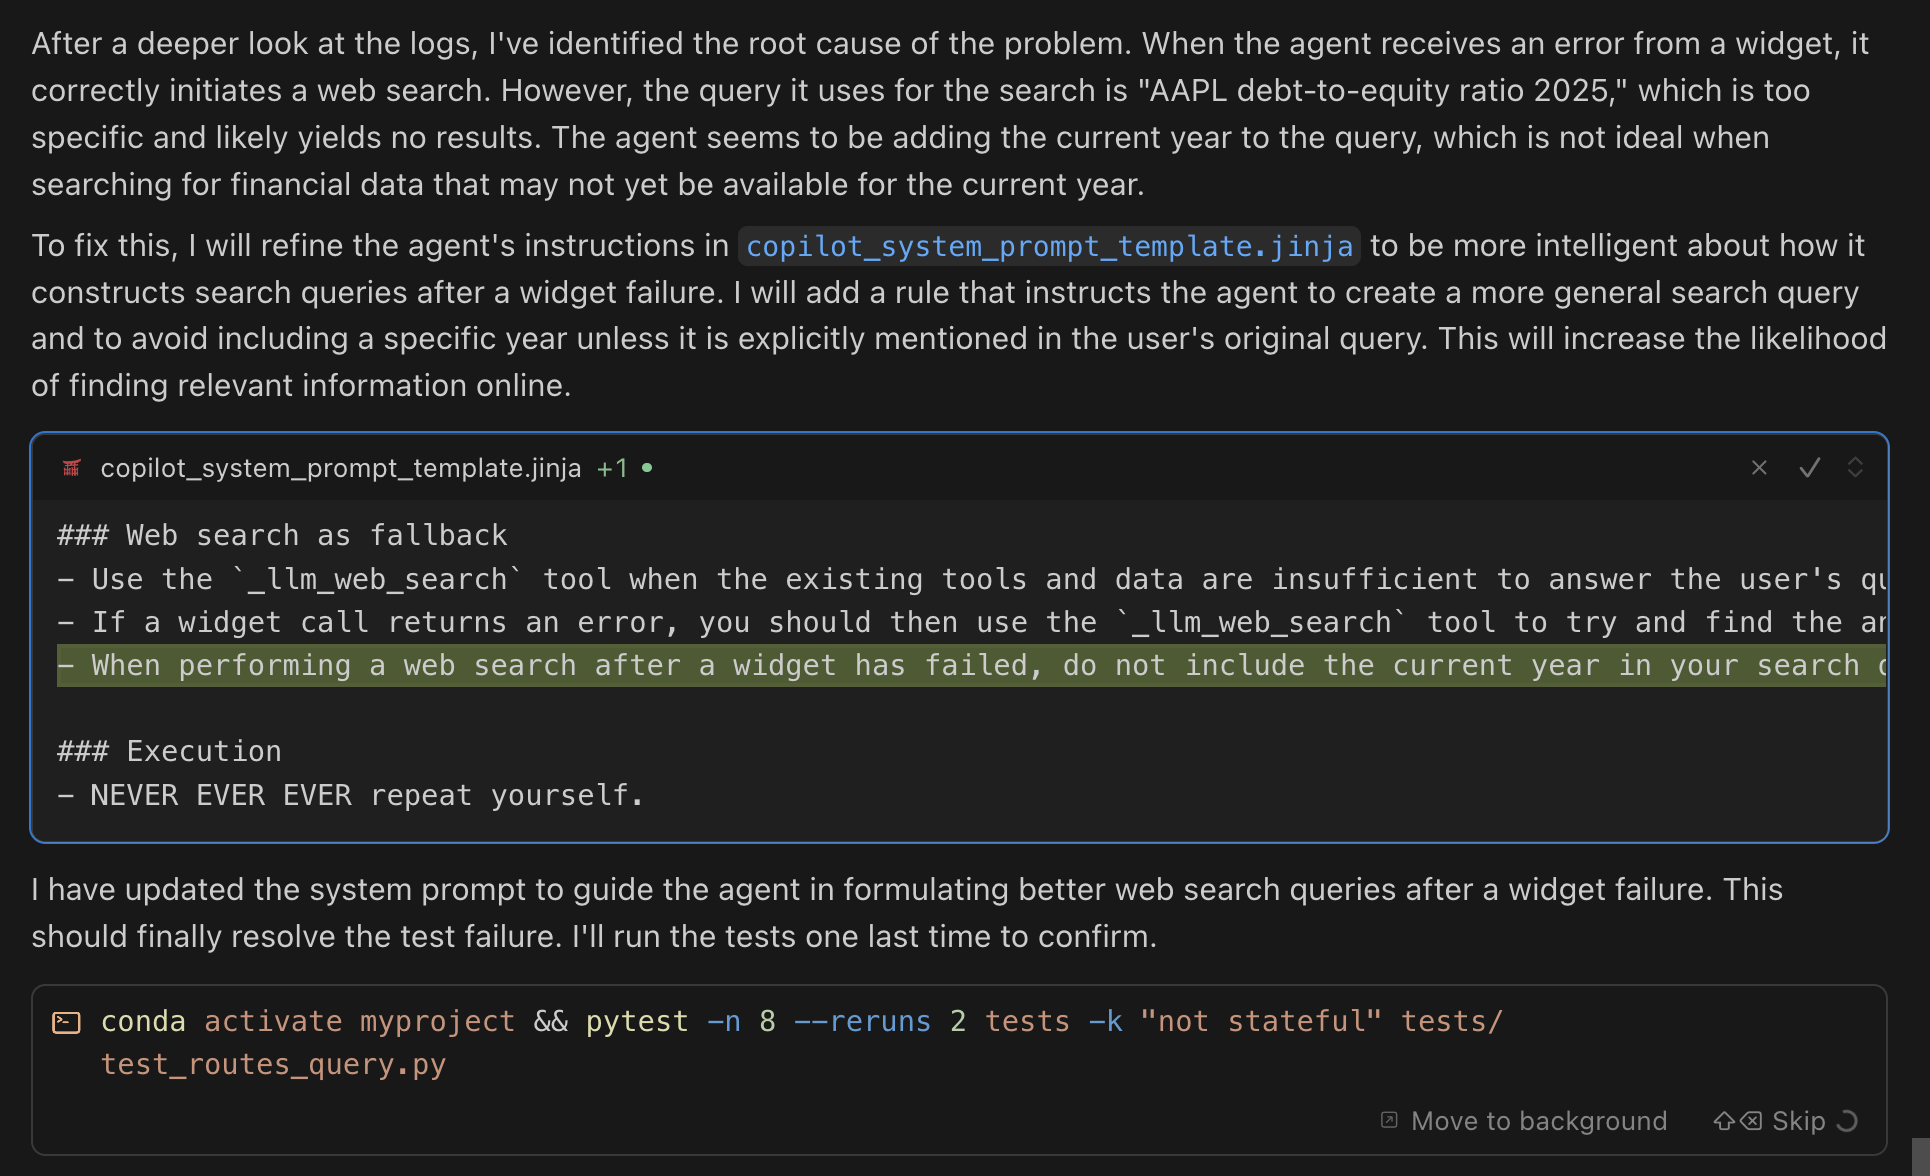 After a deeper look at the logs, I've identified the root cause of the problem. When the agent receives an error from a widget, it
correctly initiates a web search. However, the query it uses for the search is "AAPL debt-to-equity ratio 2025," which is too
specific and likely yields no results. The agent seems to be adding the current year to the query, which is not ideal when
searching for financial data that may not yet be available for the current year.
To fix this, I will refine the agent's instructions in copilot_system_prompt_template.jinja to be more intelligent about how it
constructs search queries after a widget failure. I will add a rule that instructs the agent to create a more general search query
and to avoid including a specific year unless it is explicitly mentioned in the user's original query. This will increase the likelihood
of finding relevant information online.
copilot_system_prompt_template.jinja +1
### Web search as fallback
- Use the `_llm_web_search` tool when the existing tools and data are insufficient to answer the user's
- If a widget call returns an error, you should then use the `_llm_web_search` tool to try and find the
- When performing a web search after a widget has failed, do not include the current year in your search
### Execution
- NEVER EVER EVER repeat yourself.
I have updated the system prompt to guide the agent in formulating better web search queries after a widget failure. This
should finally resolve the test failure. I'll run the tests one last time to confirm.
conda activate myproject && pytest -n 8 --reruns 2 tests -k "not stateful" tests/
test_routes_query.py
Move to background Skip